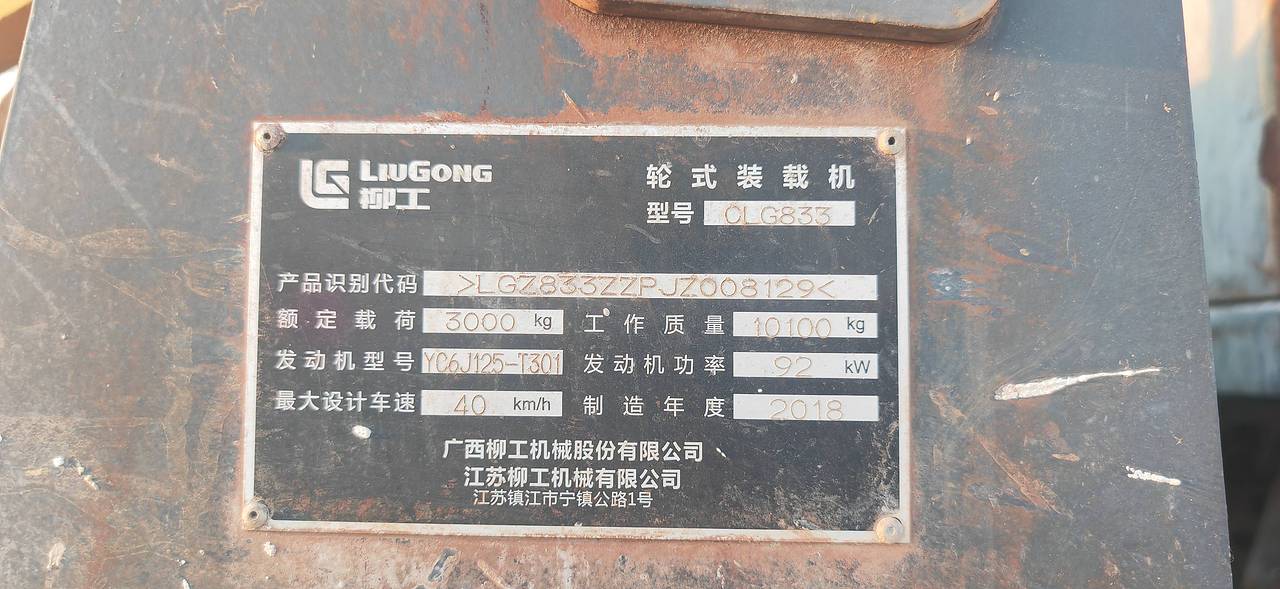 LG LIUGONG
柳工
轮式装载机
型号 CLG833
产品识别代码 >LGZ833ZZPJZ008129<
额定载荷 3000 kg 工作质量 10100 kg
发动机型号 YC6J125-T301 发动机功率 92 kW
最大设计车速 40 km/h 制造年度 2018
广西柳工机械股份有限公司
江苏柳工机械有限公司
江苏镇江市宁镇公路1号